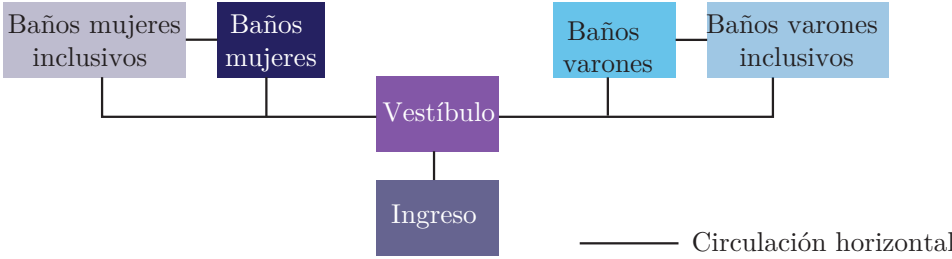 Baños mujeres
inclusivos
Baños
mujeres
Baños
varones
Baños varones
inclusivos
Vestíbulo
Ingreso
Circulación horizontal